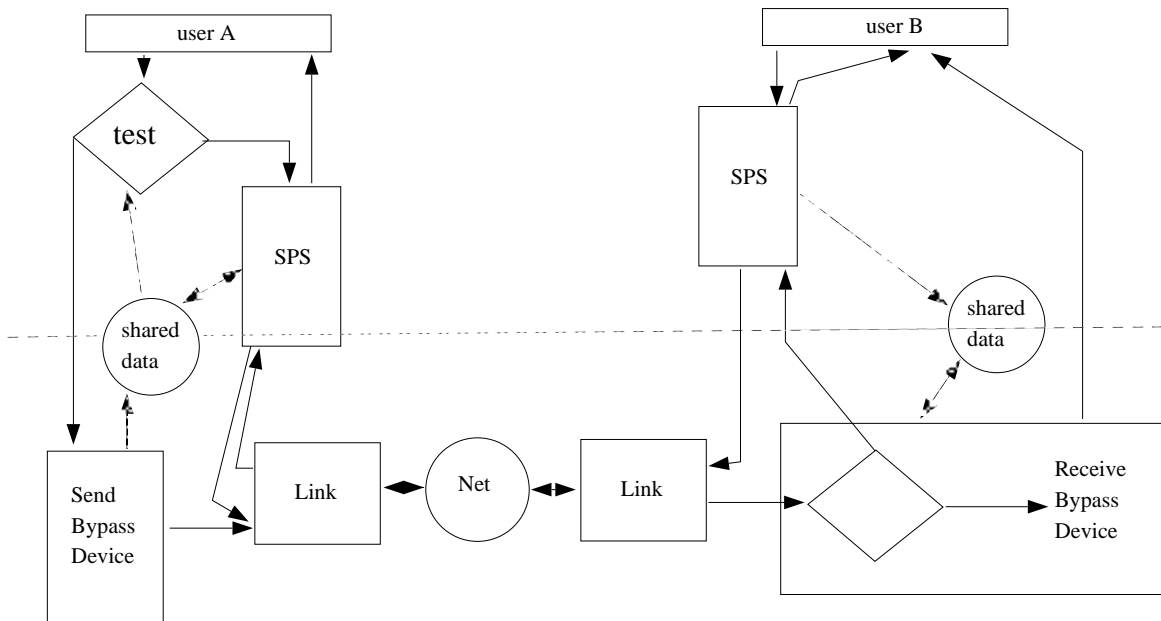 user A
user B
test
SPS
SPS
shared
data
shared
data
Send
Bypass
Device
Link
Net
Link
Receive
Bypass
Device